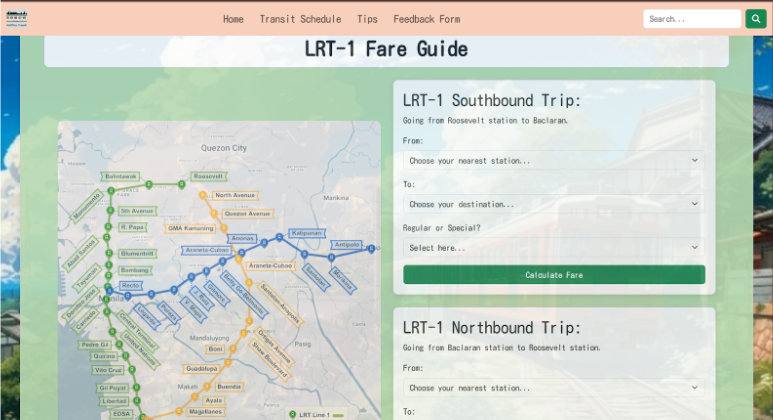 Home Transit Schedule Tips Feedback Form
Search...
LRT-1 Fare Guide
Quezon City
Marikina
Balintawak
Roosevelt
Monumento
North Avenue
5th Avenue
Quezon Avenue
R. Papa
GMA Kamuning
Abad Santos
Anonas
Katipunan
Araneta-Cubao
Antipolo
Blumentritt
Tayuman
Bambang
Araneta-Cubao
Santolan
Marikina
Recto
Manila
Legarda
Pureza
V. Mapa
J. Ruiz
Gilmore
Betty Go-Belmonte
Doroteo Jose
Carriedo
Central Terminal
United Nations
Santolan-Annapolis
Ortigas Avenue
Shaw Boulevard
Mandaluyong
Boni
Pasig
Pedro Gil
Quirino
Vito Cruz
Guadalupe
Gil Puyat
Makati
Buendia
Libertad
Ayala
EDSA
Magallanes
LRT Line 1
LRT-1 Southbound Trip:
Going from Roosevelt station to Baclaran.
From:
Choose your nearest station...
To:
Choose your destination...
Regular or Special?
Select here...
Calculate Fare
LRT-1 Northbound Trip:
Going from Baclaran station to Roosevelt station.
From:
Choose your nearest station...
To: